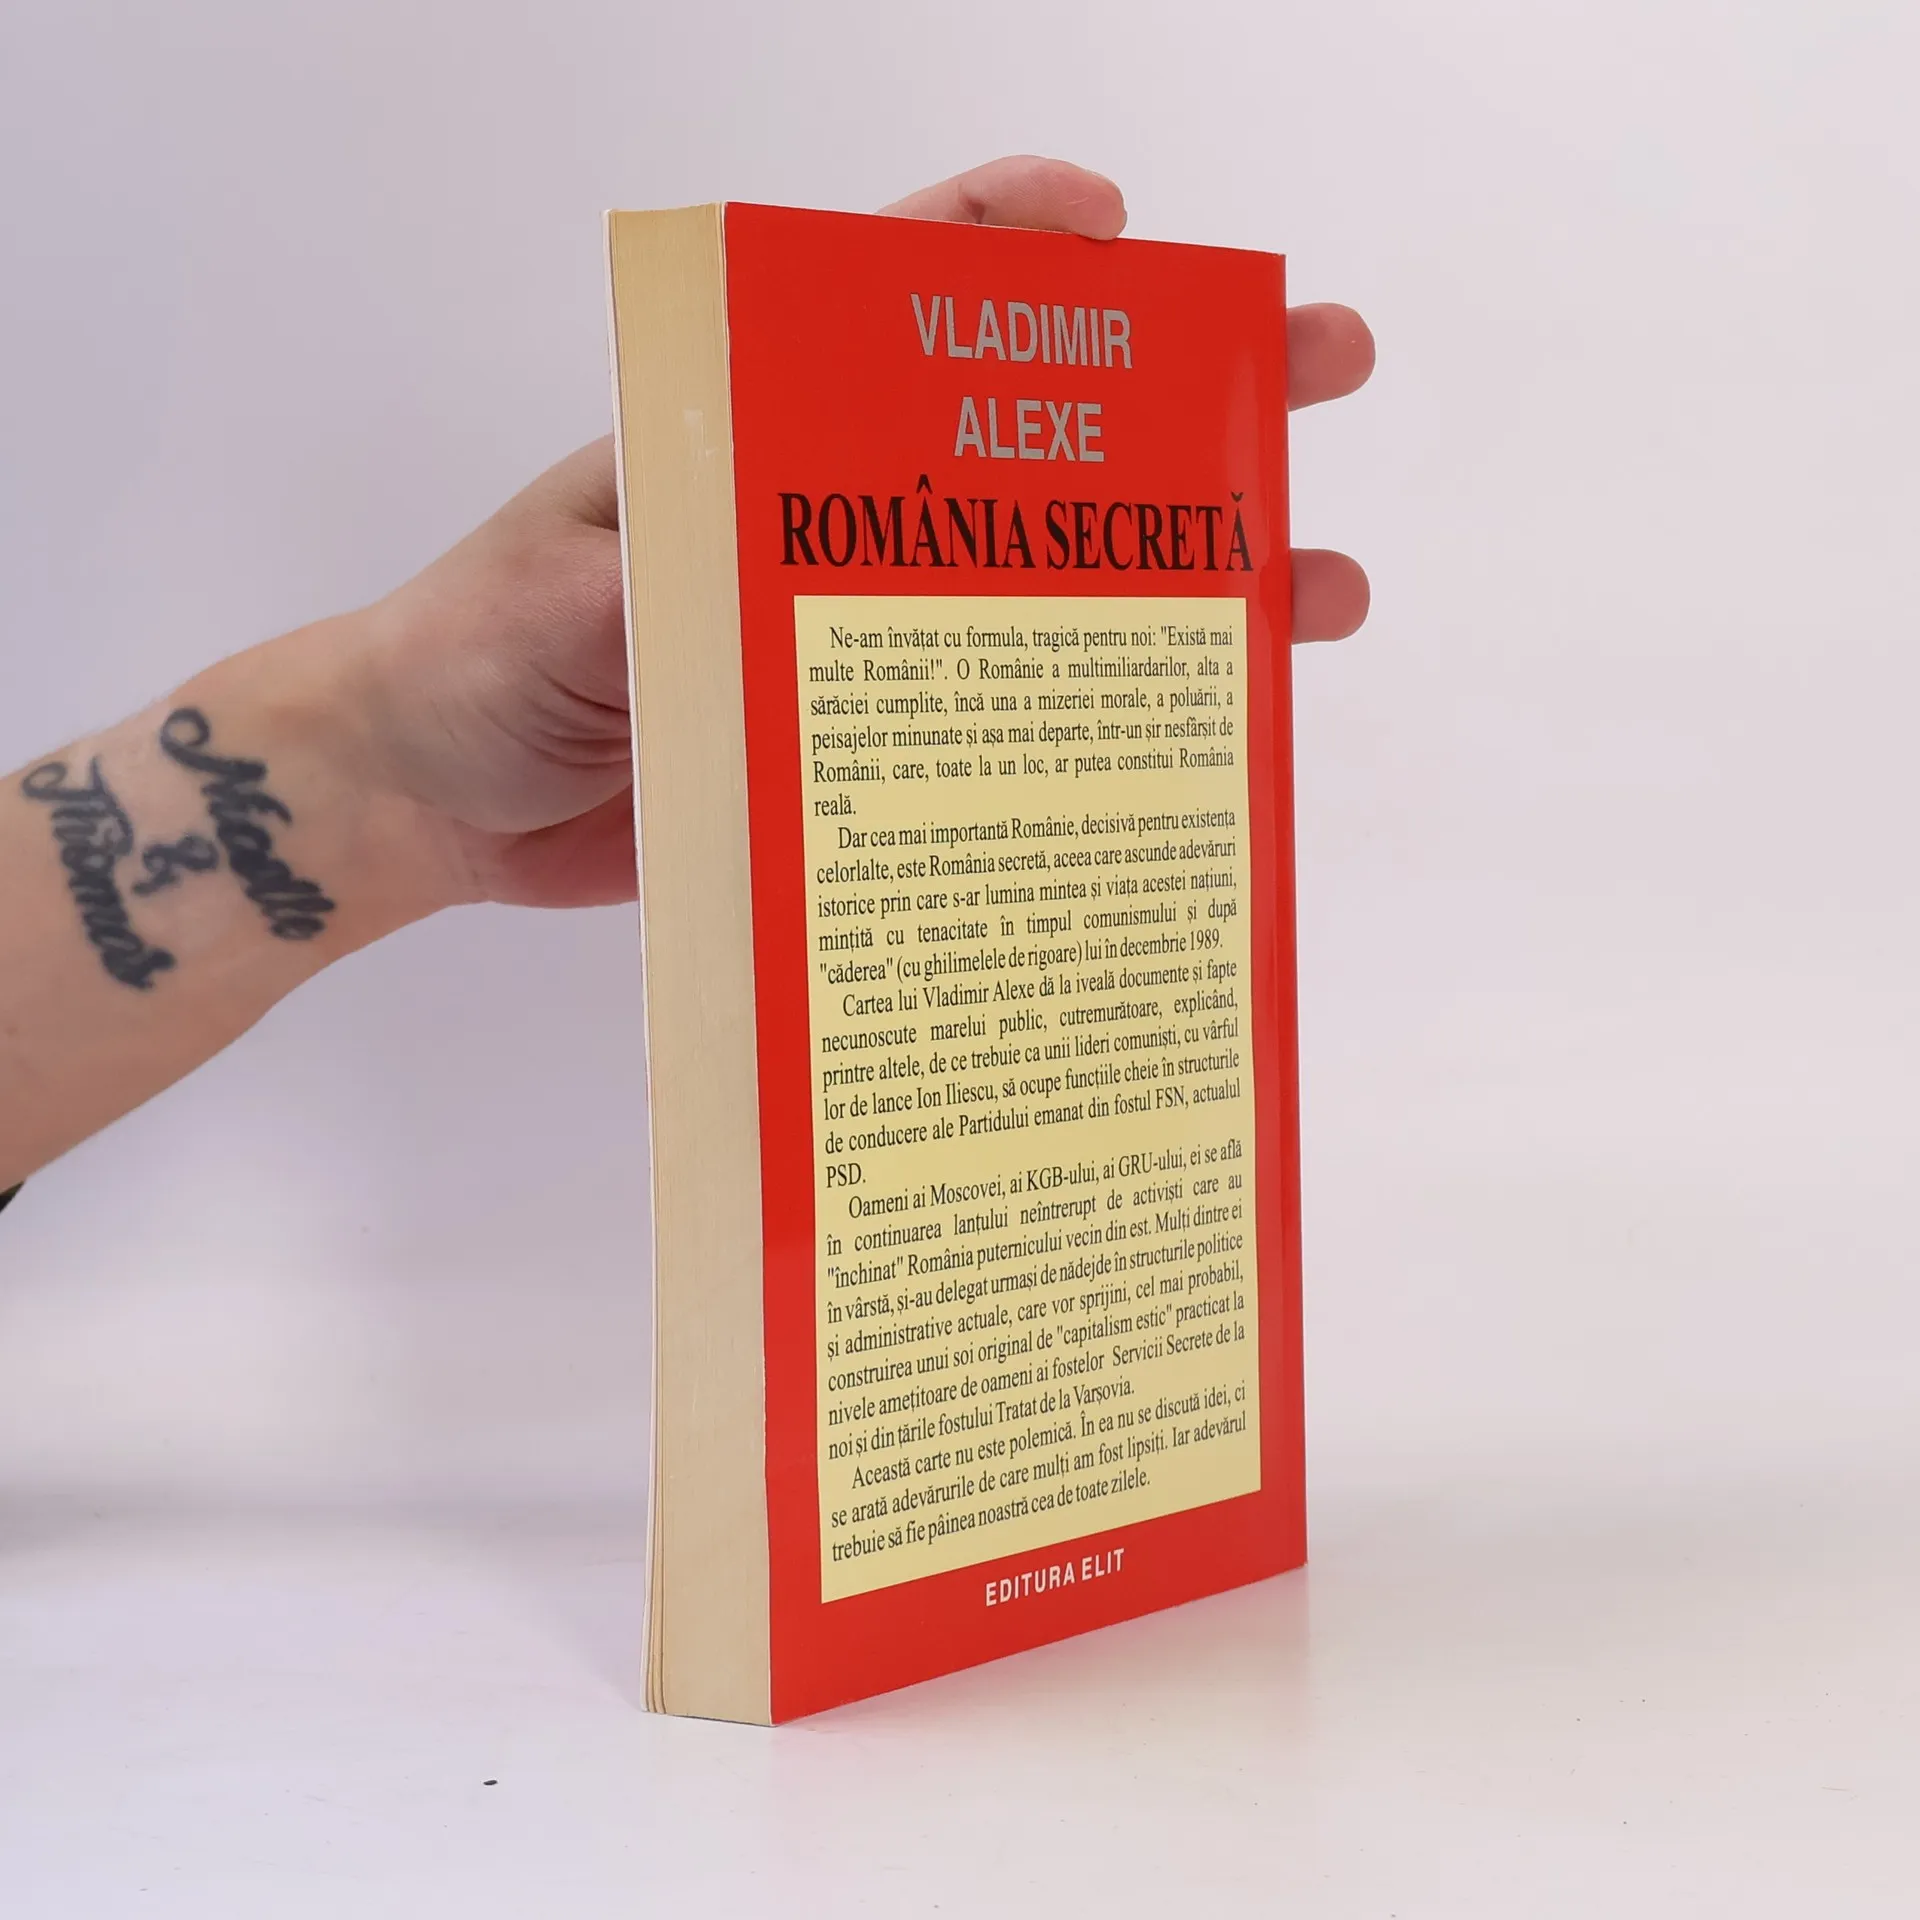 VLADIMIR
ALEXE
ROMÂNIA SECRETĂ
Ne-am învățat cu formula, tragică pentru noi: "Există mai
multe Românii!". O Românie a multimiliardarilor, alta a
sărăciei cumplite, încă una a mizeriei morale, a poluării, a
peisajelor minunate și așa mai departe, într-un șir nesfârșit de
Românii, care, toate la un loc, ar putea constitui România
reală.
Dar cea mai importantă Românie, decisivă pentru existența
celorlalte, este România secretă, aceea care ascunde adevăruri
istorice prin care s-ar lumina mintea și viața acestei națiuni,
mințită cu tenacitate în timpul comunismului și după
"căderea" (cu ghilimelele de rigoare) lui în decembrie 1989.
Cartea lui Vladimir Alexe dă la iveală documente și fapte
necunoscute marelui public, cutremurătoare, explicând,
printre altele, de ce trebuie ca unii lideri comuniști, cu vârful
lor de lance Ion Iliescu, să ocupe funcțiile cheie în structurile
de conducere ale Partidului emanat din fostul FSN, actualul
PSD.
Oameni ai Moscovei, ai KGB-ului, ai GRU-ului, ei se află
în continuarea lanțului neîntrerupt de activiști care au
"închinat" România puternicului vecin din est. Mulți dintre ei
în vârstă, și-au delegat urmași de nădejde în structurile politice
și administrative actuale, care vor sprijini, cel mai probabil,
construirea unui soi original de "capitalism estic" practicat la
nivele amețitoare de oameni ai fostelor Servicii Secrete de la
noi și din țările fostului Tratat de la Varșovia.
Această carte nu este polemică. În ea nu se discută idei, ci
se arată adevărurile de care mulți am fost lipsiți. Iar adevărul
trebuie să fie pâinea noastră cea de toate zilele.
EDITURA ELIT
Nicolle
&
Thomas